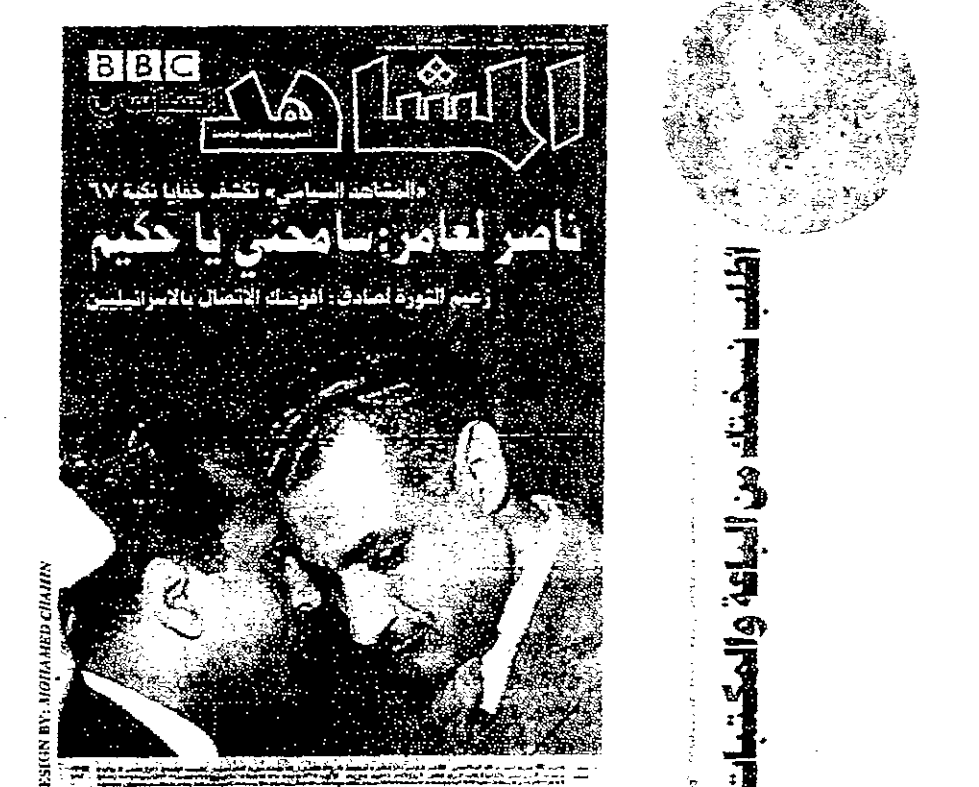 BBC
المشاهد
«المشاهد السياسي» تكشف خفايا نكبة ٦٧
ناصر لعامر: سامحني يا حكيم
زعيم الثورة لصادق: أفوضك الاتصال بالاسرائيليين
ESIGN BY: MOHAMED CHAHIN
اطلب نسختك من الباعة والمكتبات